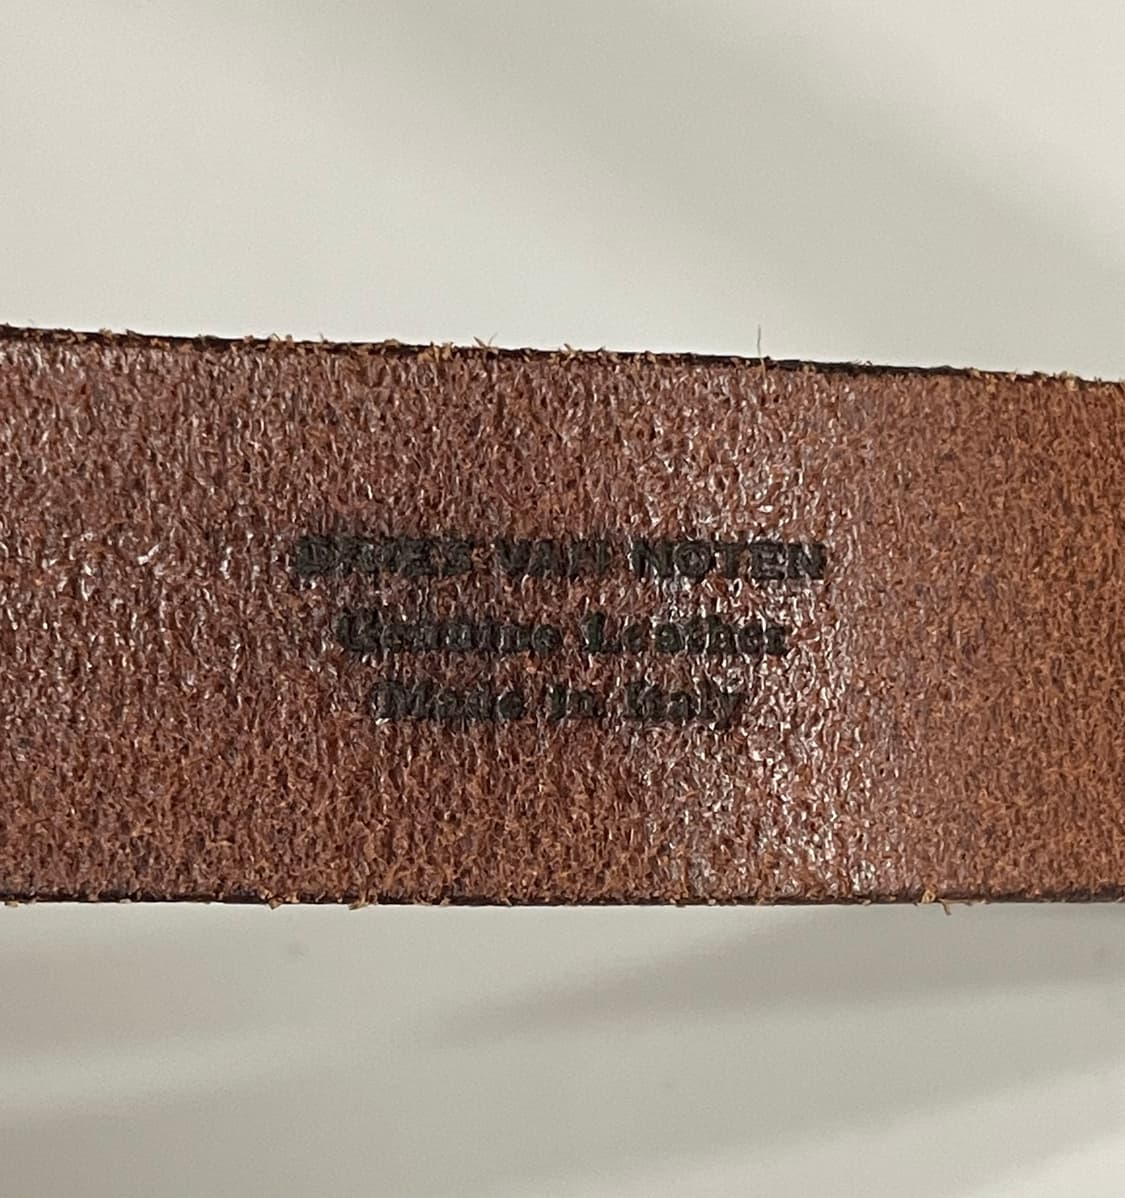 DRIES VAN NOTEN
Genuine Leather
Made In Italy